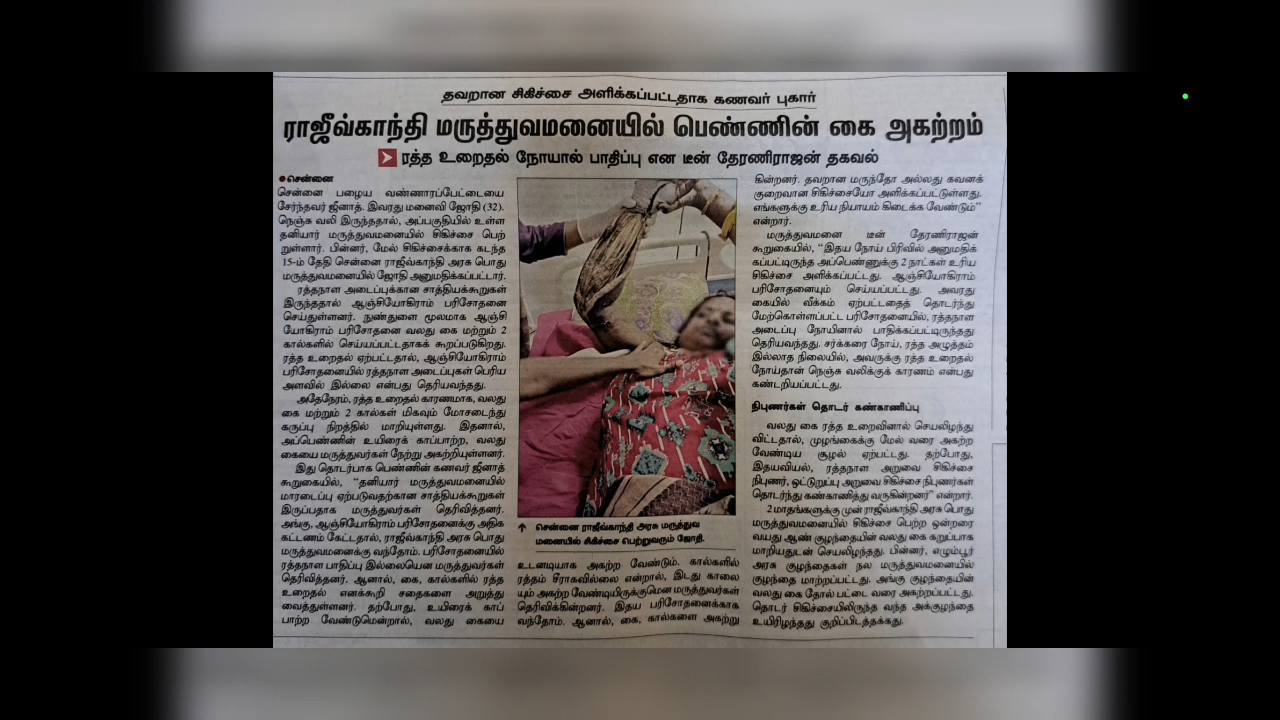 தவறான சிகிச்சை அளிக்கப்பட்டதாக கணவர் புகார்
ராஜீவ்காந்தி மருத்துவமனையில் பெண்ணின் கை அகற்றம்
ரத்த உறைதல் நோயால் பாதிப்பு என டீன் தேரணிராஜன் தகவல்
சென்னை
சென்னை பழைய வண்ணாரப்பேட்டையை
சேர்ந்தவர் ஜீனாத். இவரது மனைவி ஜோதி (32).
நெஞ்சு வலி இருந்ததால், அப்பகுதியில் உள்ள
தனியார் மருத்துவமனையில் சிகிச்சை பெற்
றுள்ளார். பின்னர், மேல் சிகிச்சைக்காக கடந்த
15-ம் தேதி சென்னை ராஜீவ்காந்தி அரசு பொது
மருத்துவமனையில் ஜோதி அனுமதிக்கப்பட்டார்.
ரத்தநாள அடைப்புக்கான சாத்தியக்கூறுகள்
இருந்ததால் ஆஞ்சியோகிராம் பரிசோதனை
செய்துள்ளனர். நுண்துளை மூலமாக ஆஞ்சி
யோகிராம் பரிசோதனை வலது கை மற்றும் 2
கால்களில் செய்யப்பட்டதாகக் கூறப்படுகிறது.
ரத்த உறைதல் ஏற்பட்டதால், ஆஞ்சியோகிராம்
பரிசோதனையில் ரத்தநாள அடைப்புகள் பெரிய
அளவில் இல்லை என்பது தெரியவந்தது.
அதேநேரம், ரத்த உறைதல் காரணமாக, வலது
கை மற்றும் 2 கால்கள் மிகவும் மோசடைந்து
கருப்பு நிறத்தில் மாறியுள்ளது. இதனால்,
அப்பெண்ணின் உயிரைக் காப்பாற்ற, வலது
கையை மருத்துவர்கள் நேற்று அகற்றியுள்ளனர்.
இது தொடர்பாக பெண்ணின் கணவர் ஜீனாத்
கூறுகையில், “தனியார் மருத்துவமனையில்
மாரடைப்பு ஏற்படுவதற்கான சாத்தியக்கூறுகள்
இருப்பதாக மருத்துவர்கள் தெரிவித்தனர்.
அங்கு, ஆஞ்சியோகிராம் பரிசோதனைக்கு அதிக
கட்டணம் கேட்டதால், ராஜீவ்காந்தி அரசு பொது
மருத்துவமனைக்கு வந்தோம். பரிசோதனையில்
ரத்தநாள பாதிப்பு இல்லையென மருத்துவர்கள்
தெரிவித்தனர். ஆனால், கை, கால்களில் ரத்த
உறைதல் எனக்கூறி சதைகளை அறுத்து
வைத்துள்ளனர். தற்போது, உயிரைக் காப்
பாற்ற வேண்டுமென்றால், வலது கையை
சென்னை ராஜீவ்காந்தி அரசு மருத்துவ
மனையில் சிகிச்சை பெற்றுவரும் ஜோதி.
உடனடியாக அகற்ற வேண்டும். கால்களில்
ரத்தம் சீராகவில்லை என்றால், இடது காலை
யும் அகற்ற வேண்டியிருக்குமென மருத்துவர்கள்
தெரிவிக்கின்றனர். இதய பரிசோதனைக்காக
வந்தோம். ஆனால், கை, கால்களை அகற்று
கின்றனர். தவறான மருந்தோ அல்லது கவனக்
குறைவான சிகிச்சையோ அளிக்கப்பட்டுள்ளது.
எங்களுக்கு உரிய நியாயம் கிடைக்க வேண்டும்”
என்றார்.
மருத்துவமனை டீன் தேரணிராஜன்
கூறுகையில், “இதய நோய் பிரிவில் அனுமதிக்
கப்பட்டிருந்த அப்பெண்ணுக்கு 2 நாட்கள் உரிய
சிகிச்சை அளிக்கப்பட்டது. ஆஞ்சியோகிராம்
பரிசோதனையும் செய்யப்பட்டது. அவரது
கையில் வீக்கம் ஏற்பட்டதைத் தொடர்ந்து
மேற்கொள்ளப்பட்ட பரிசோதனையில், ரத்தநாள
அடைப்பு நோயினால் பாதிக்கப்பட்டிருந்தது
தெரியவந்தது. சர்க்கரை நோய், ரத்த அழுத்தம்
இல்லாத நிலையில், அவருக்கு ரத்த உறைதல்
நோய்தான் நெஞ்சு வலிக்குக் காரணம் என்பது
கண்டறியப்பட்டது.
நிபுணர்கள் தொடர் கண்காணிப்பு
வலது கை ரத்த உறைவினால் செயலிழந்து
விட்டதால், முழங்கைக்கு மேல் வரை அகற்ற
வேண்டிய சூழல் ஏற்பட்டது. தற்போது,
இதயவியல், ரத்தநாள அறுவை சிகிச்சை
நிபுணர், ஒட்டுறுப்பு அறுவை சிகிச்சை நிபுணர்கள்
தொடர்ந்து கண்காணித்து வருகின்றனர்” என்றார்.
2 மாதங்களுக்கு முன் ராஜீவ்காந்தி அரசு பொது
மருத்துவமனையில் சிகிச்சை பெற்ற ஒன்றரை
வயது ஆண் குழந்தையின் வலது கை கறுப்பாக
மாறியதுடன் செயலிழந்தது. பின்னர், எழும்பூர்
அரசு குழந்தைகள் நல மருத்துவமனையில்
குழந்தை மாற்றப்பட்டது. அங்கு குழந்தையின்
வலது கை தோல் பட்டை வரை அகற்றப்பட்டது.
தொடர் சிகிச்சையிலிருந்த வந்த அக்குழந்தை
உயிரிழந்தது குறிப்பிடத்தக்கது.